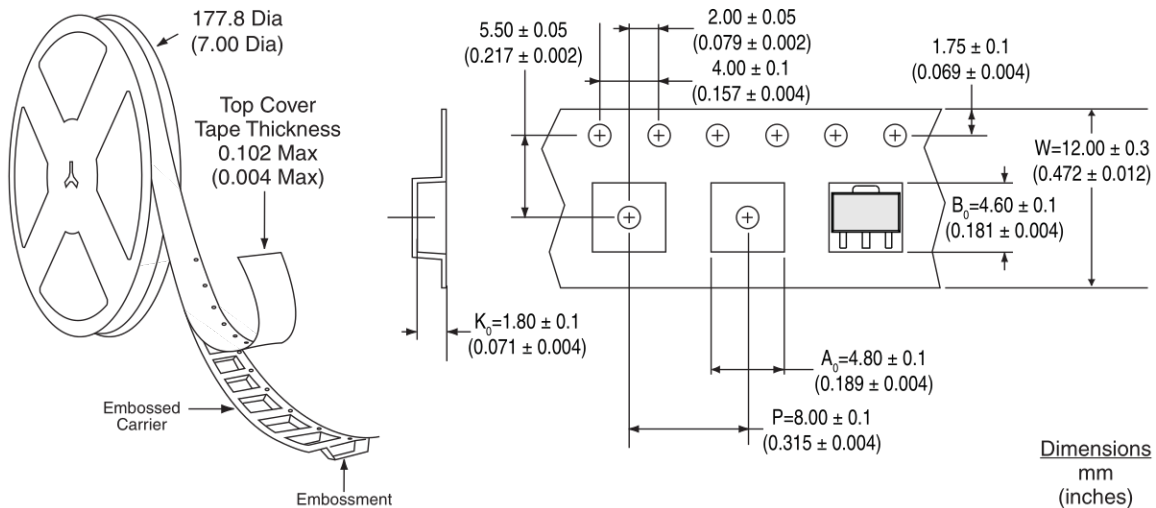 177.8 Dia
(7.00 Dia)
Top Cover
Tape Thickness
0.102 Max
(0.004 Max)
Embossed
Carrier
Embossment
5.50 ± 0.05
(0.217 ± 0.002)
2.00 ± 0.05
(0.079 ± 0.002)
4.00 ± 0.1
(0.157 ± 0.004)
1.75 ± 0.1
(0.069 ± 0.004)
W=12.00 ± 0.3
(0.472 ± 0.012)
B₀=4.60 ± 0.1
(0.181 ± 0.004)
K₀=1.80 ± 0.1
(0.071 ± 0.004)
A₀=4.80 ± 0.1
(0.189 ± 0.004)
P=8.00 ± 0.1
(0.315 ± 0.004)
Dimensions
mm
(inches)